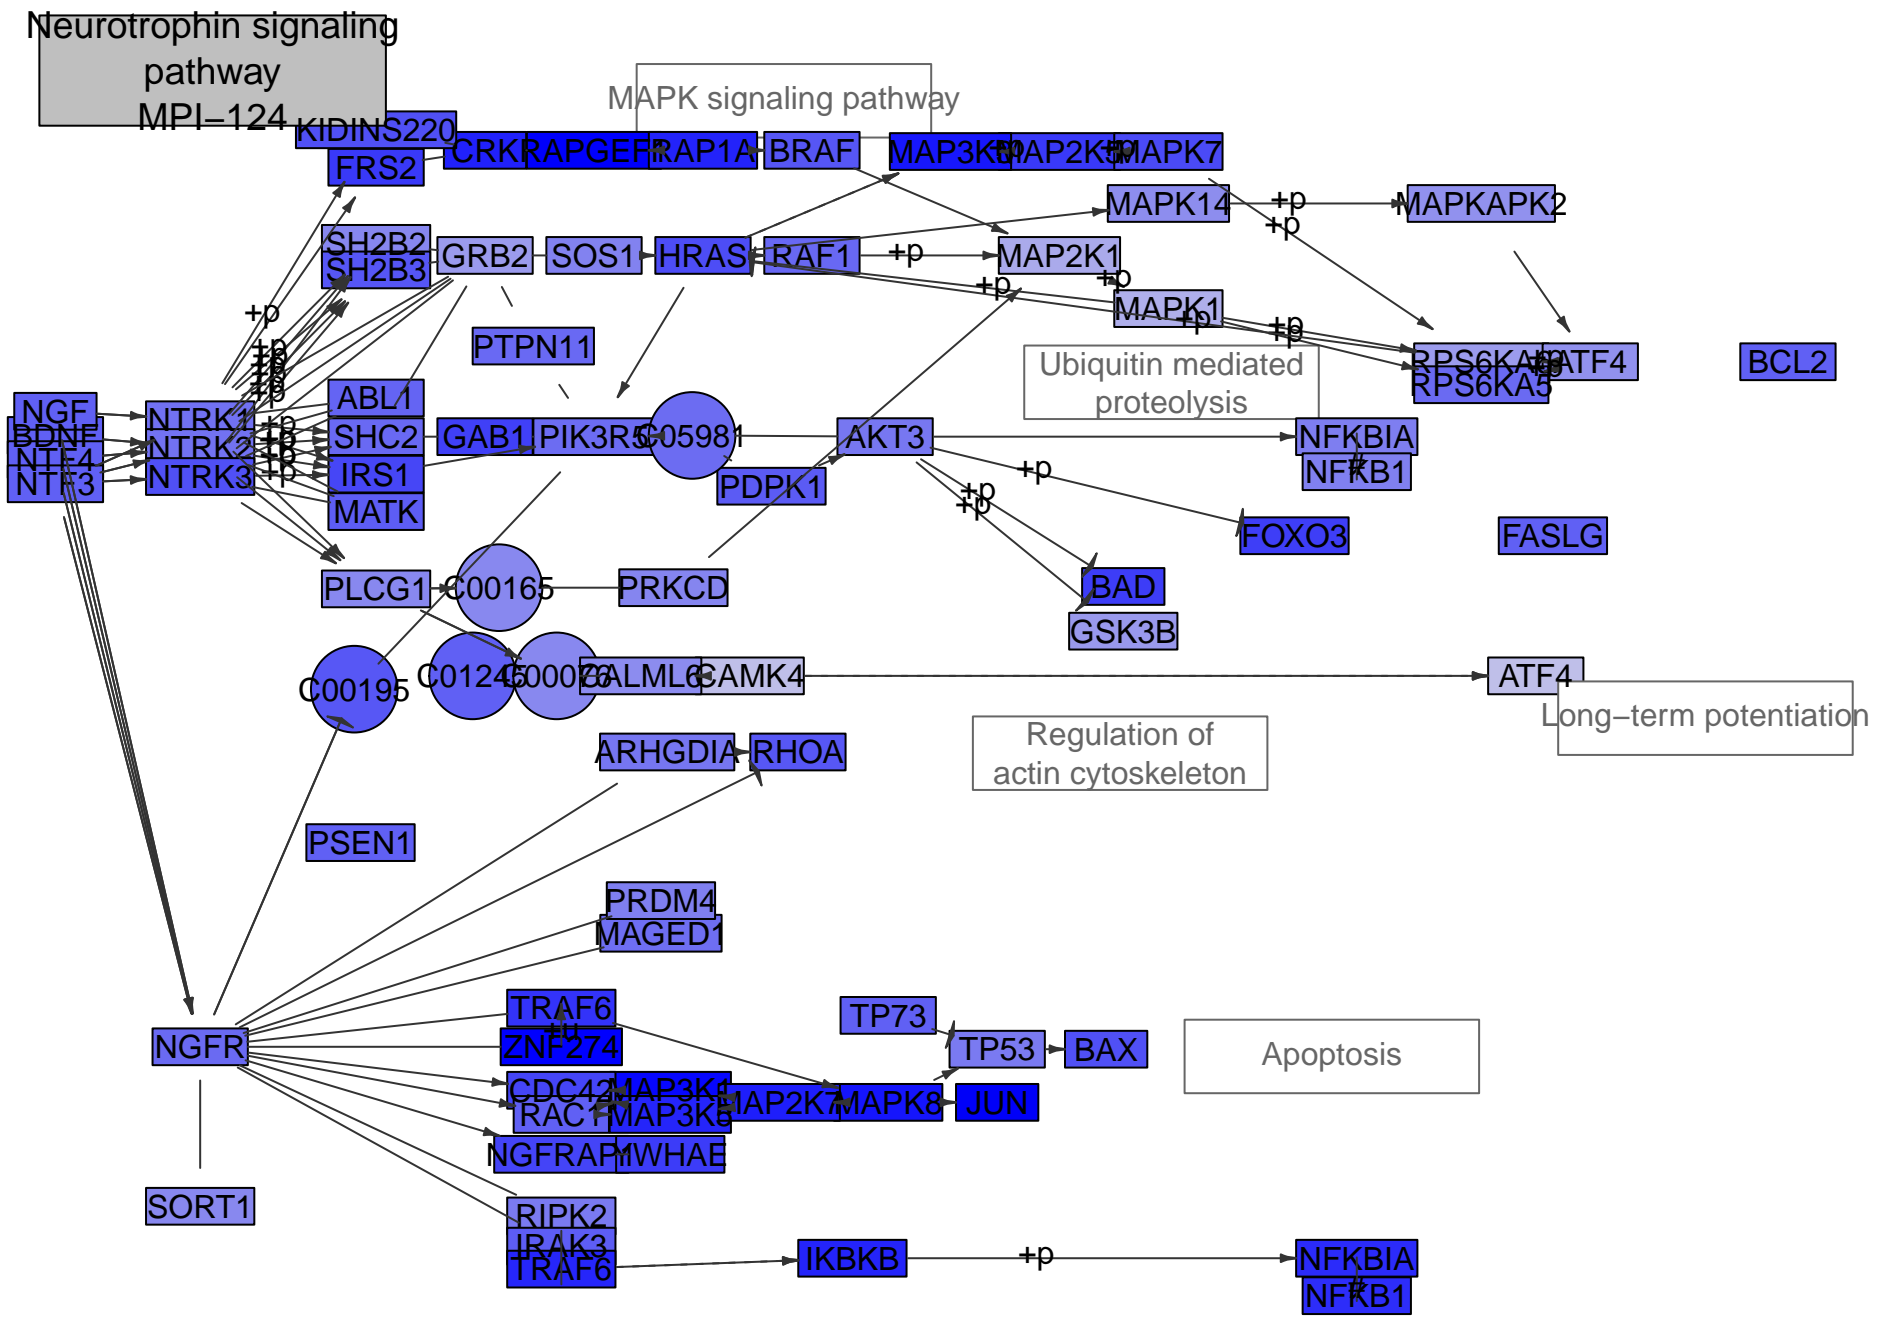 Neurotrophin signaling
pathway
MPI−124
MAPK signaling pathway
KIDINS220
FRS2
RAP1A
BRAF
MAPK7
+p
MAPK14
+p
MAPKAPK2
+p
SH2B2
SH2B3
GRB2
SOS1
HRAS
RAF1
+p
MAP2K1
+p
+p
MAPK1
+p
+p
+p
+p
PTPN11
Ubiquitin mediated
proteolysis
RPS6KA5
ATF4
BCL2
+p
+p
+p
+p
+p
NGF
BDNF
NTF4
NTF3
NTRK1
NTRK2
NTRK3
+p
+p
+p
+p
ABL1
SHC2
IRS1
MATK
GAB1
PIK3R5
C05981
PDPK1
AKT3
+p
+p
+p
NFKBIA
NFKB1
FOXO3
FASLG
BAD
GSK3B
PLCG1
C00165
PRKCD
C00195
C01245
C00076
CALML6
CAMK4
ATF4
Long−term potentiation
ARHGDIA
RHOA
Regulation of
actin cytoskeleton
PSEN1
PRDM4
MAGED1
NGFR
TRAF6
+u
ZNF274
TP73
TP53
BAX
Apoptosis
CDC42
RAC1
MAP3K1
MAP3K5
MAP2K7
MAPK8
JUN
NGFRAP1
YWHAE
SORT1
RIPK2
IRAK3
TRAF6
IKBKB
+p
NFKBIA
NFKB1